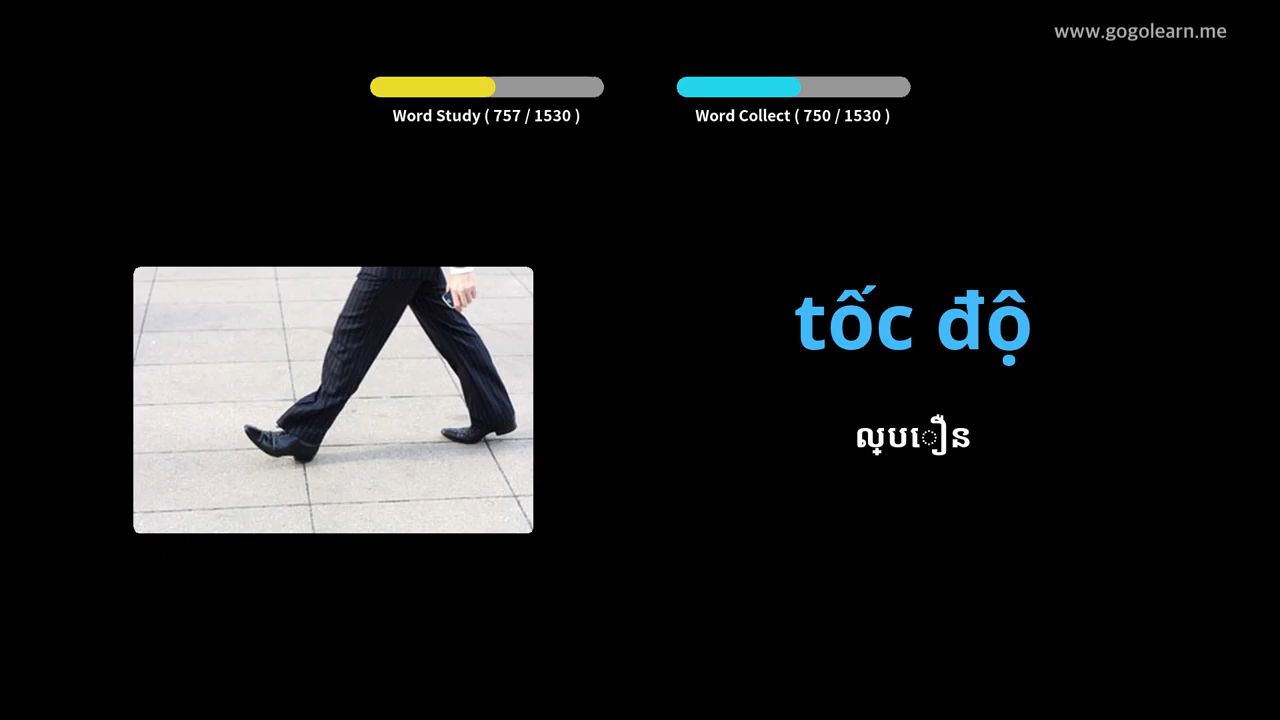 www.gogolearn.me
Word Study ( 757 / 1530 )
Word Collect ( 750 / 1530 )
tốc độ
ល្បឿន